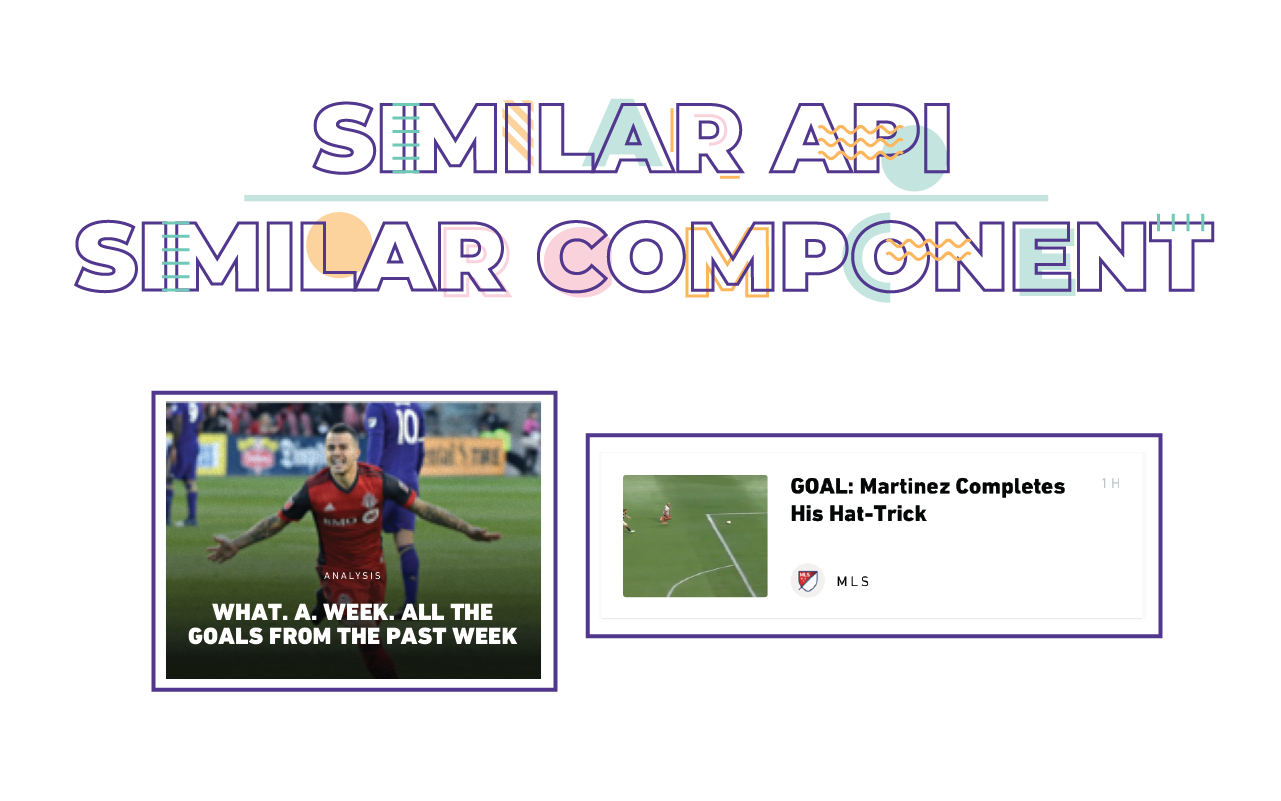 SIMILAR API
SIMILAR COMPONENT
10
BMO
ANALYSIS
WHAT. A. WEEK. ALL THE
GOALS FROM THE PAST WEEK
GOAL: Martinez Completes
His Hat-Trick
1 H
MLS
MLS